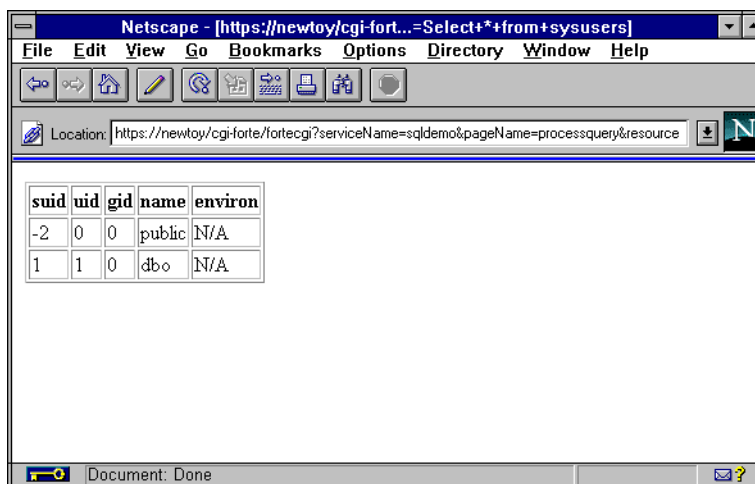 Netscape - [https://newtoy/cgi-fort...=Select+*+from+sysusers]
File Edit View Go Bookmarks Options Directory Window Help
Location: https://newtoy/cgi-forte/fortecgi?serviceName=sqldemo&pageName=processquery&resource
N
suid uid gid name environ
-2 0 0 public N/A
1 1 0 dbo N/A
Document: Done
?